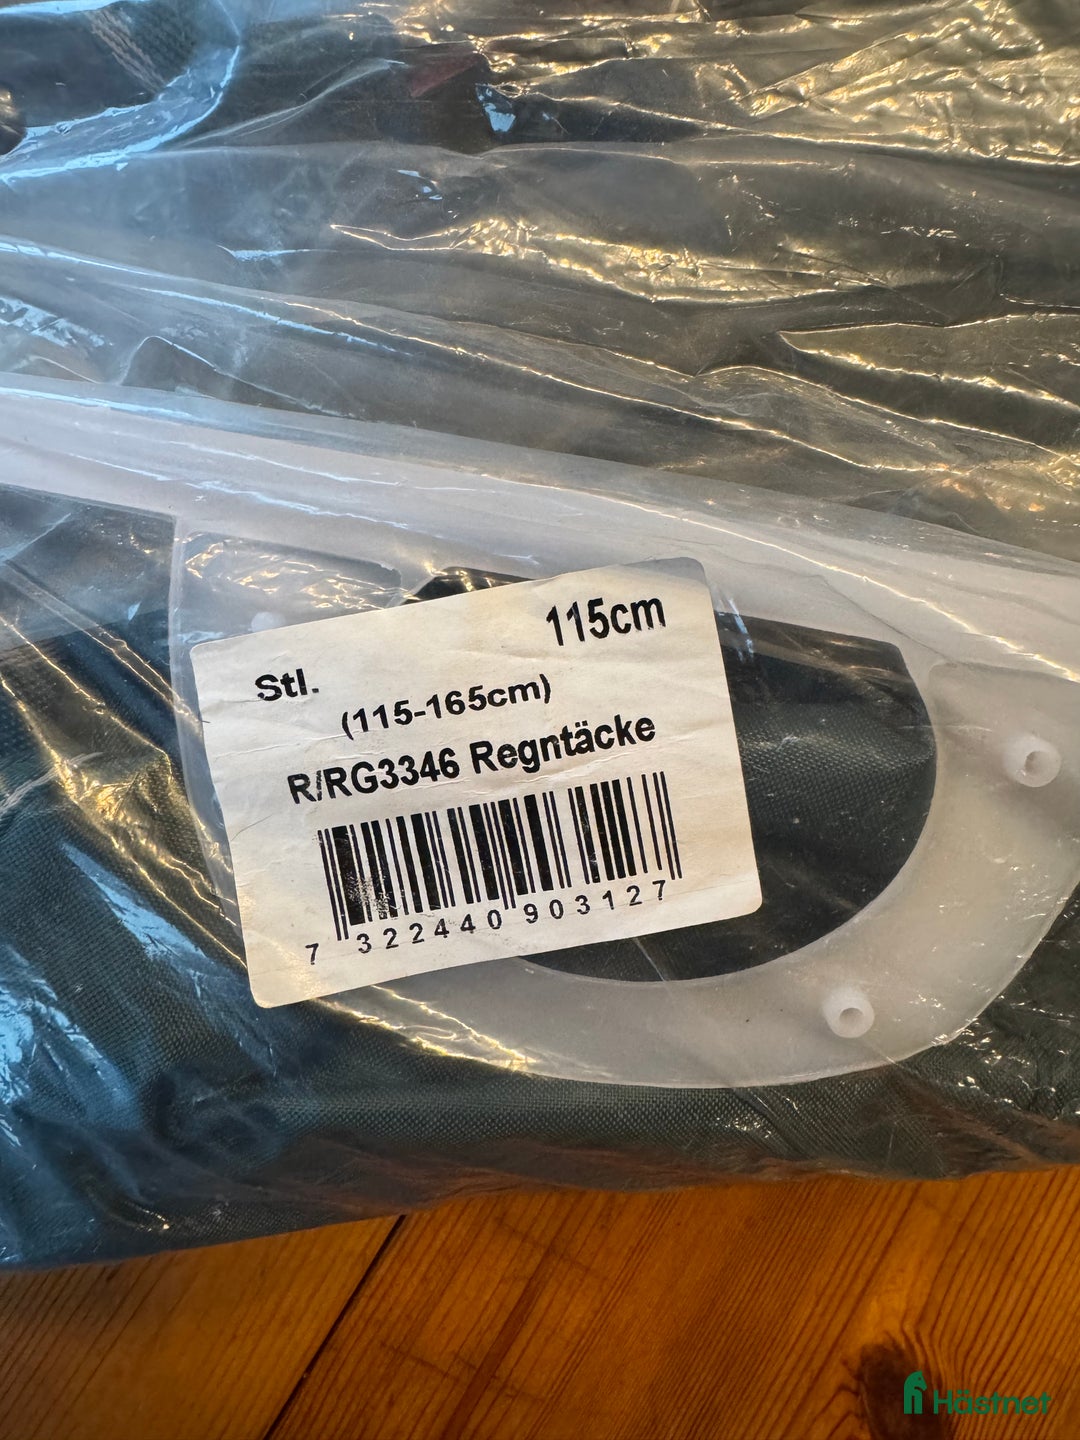 115cm
Stl.
(115-165cm)
R/RG3346 Regntäcke
7 322440 903127
Hästnet